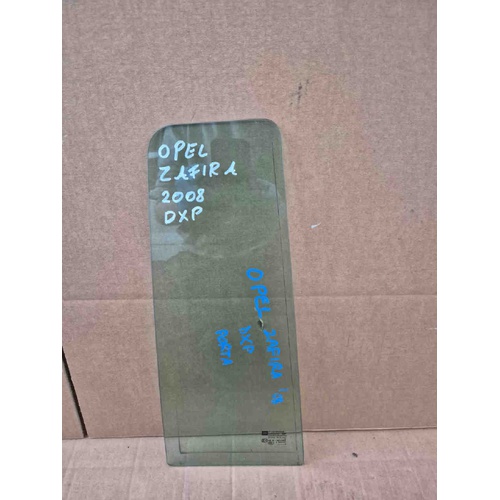 OPEL
ZAFIRA
2008
DXP
OPEL ZAFIRA
DXP
PORTA